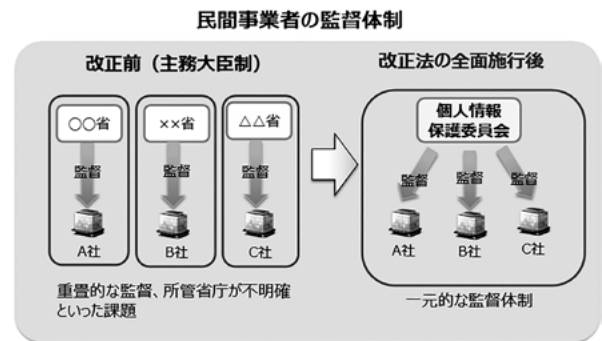 民間事業者の監督体制
改正前（主務大臣制）
○○省
××省
△△省
監督
監督
監督
A社
B社
C社
重畳的な監督、所管省庁が不明確
といった課題
改正法の全面施行後
個人情報
保護委員会
監督
監督
監督
A社
B社
C社
一元的な監督体制